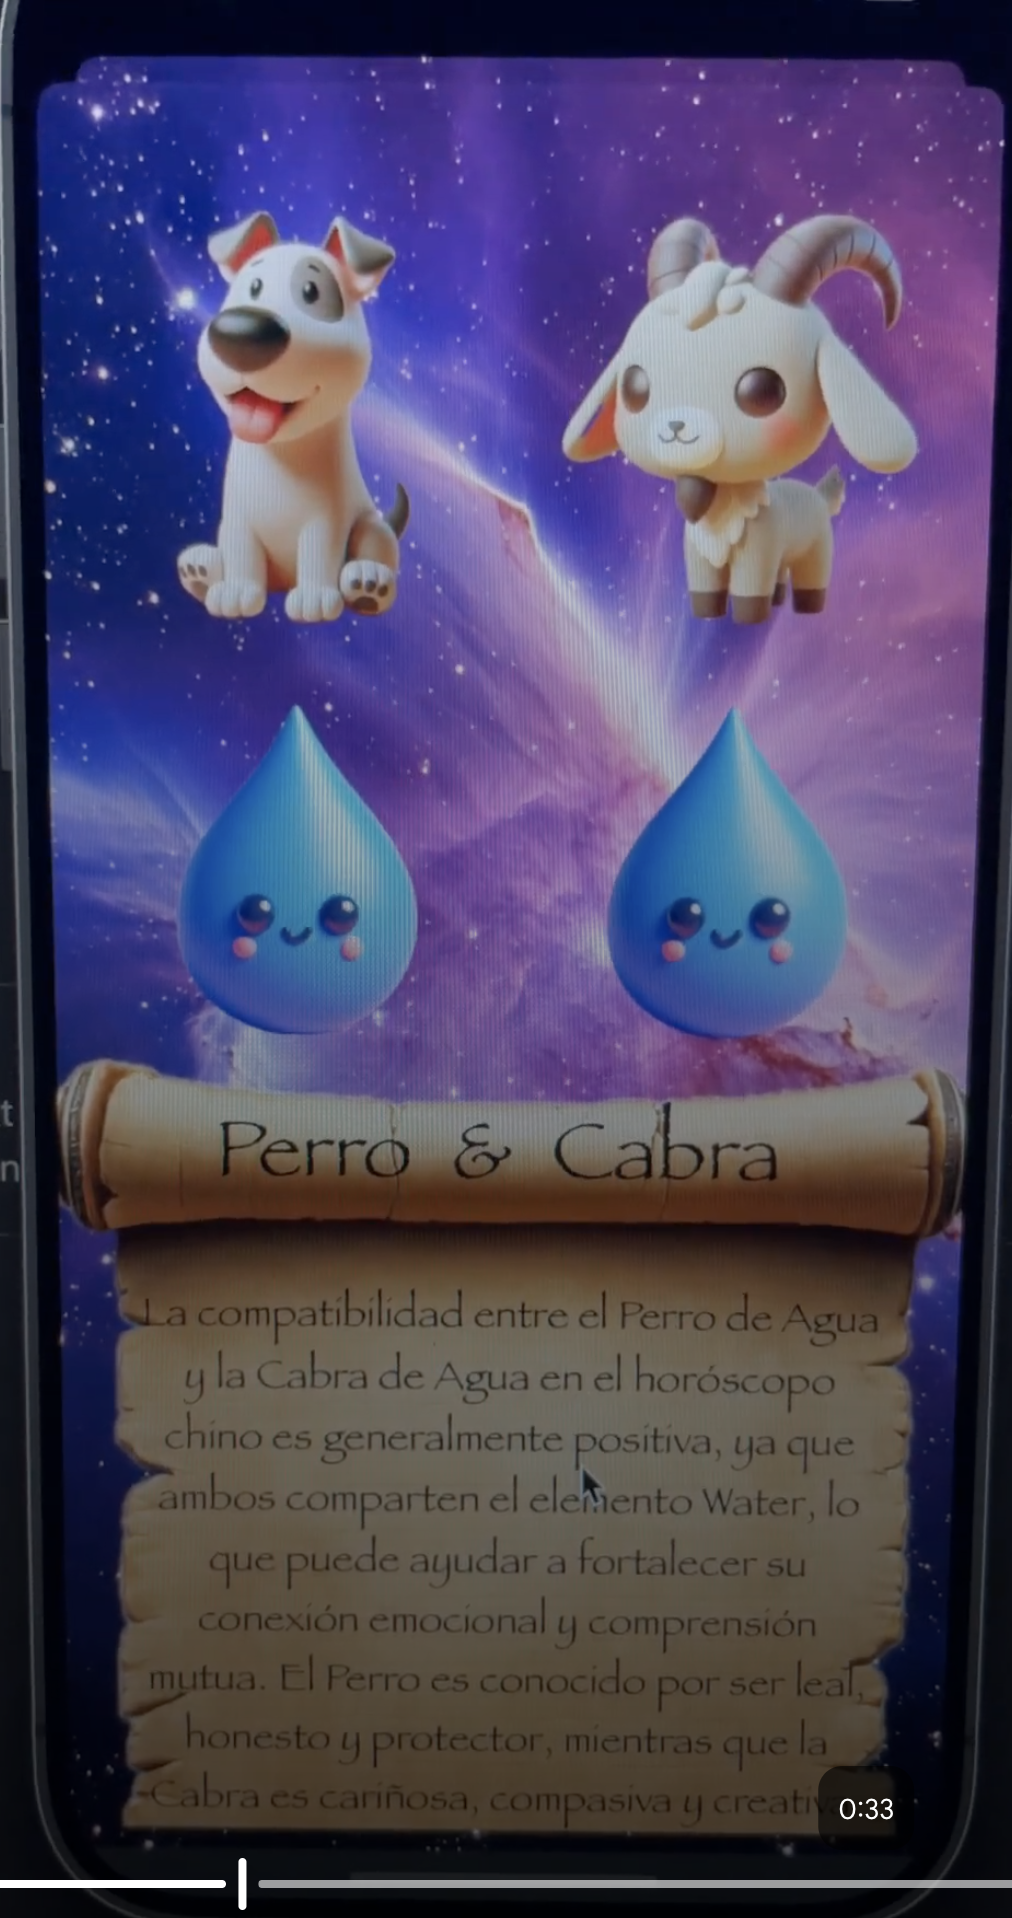 Perro & Cabra
La compatibilidad entre el Perro de Agua
y la Cabra de Agua en el horóscopo
chino es generalmente positiva, ya que
ambos comparten el elemento Water, lo
que puede ayudar a fortalecer su
conexión emocional y comprensión
mutua. El Perro es conocido por ser leal,
honesto y protector, mientras que la
Cabra es cariñosa, compasiva y creativ
0:33
t
n